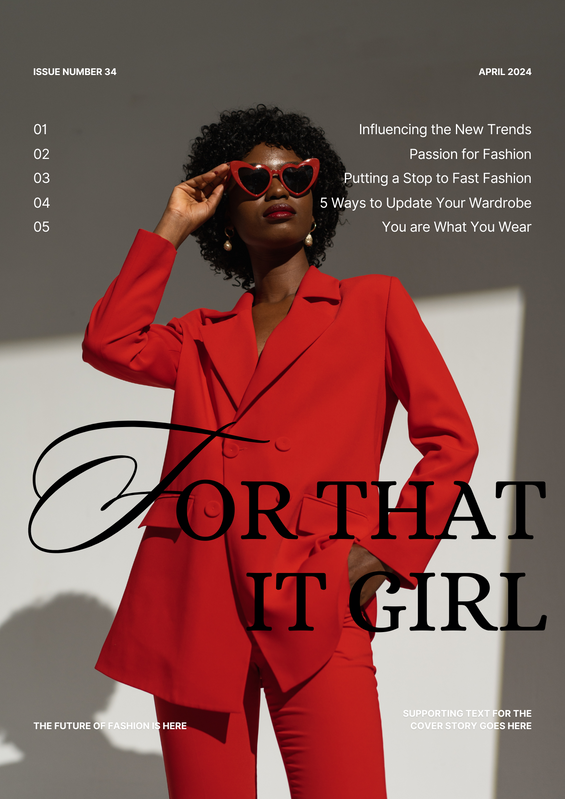 ISSUE NUMBER 34
APRIL 2024
01 Influencing the New Trends
02 Passion for Fashion
03 Putting a Stop to Fast Fashion
04 5 Ways to Update Your Wardrobe
05 You are What You Wear
FOR THAT
IT GIRL
THE FUTURE OF FASHION IS HERE
SUPPORTING TEXT FOR THE
COVER STORY GOES HERE